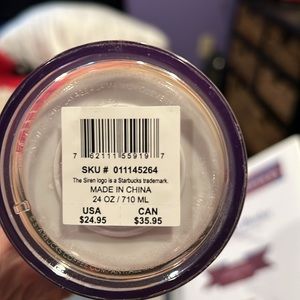 7 62111 55919 7
SKU # 011145264
The Siren logo is a Starbucks trademark.
MADE IN CHINA
24 OZ / 710 ML
USA CAN
$24.95 $35.95